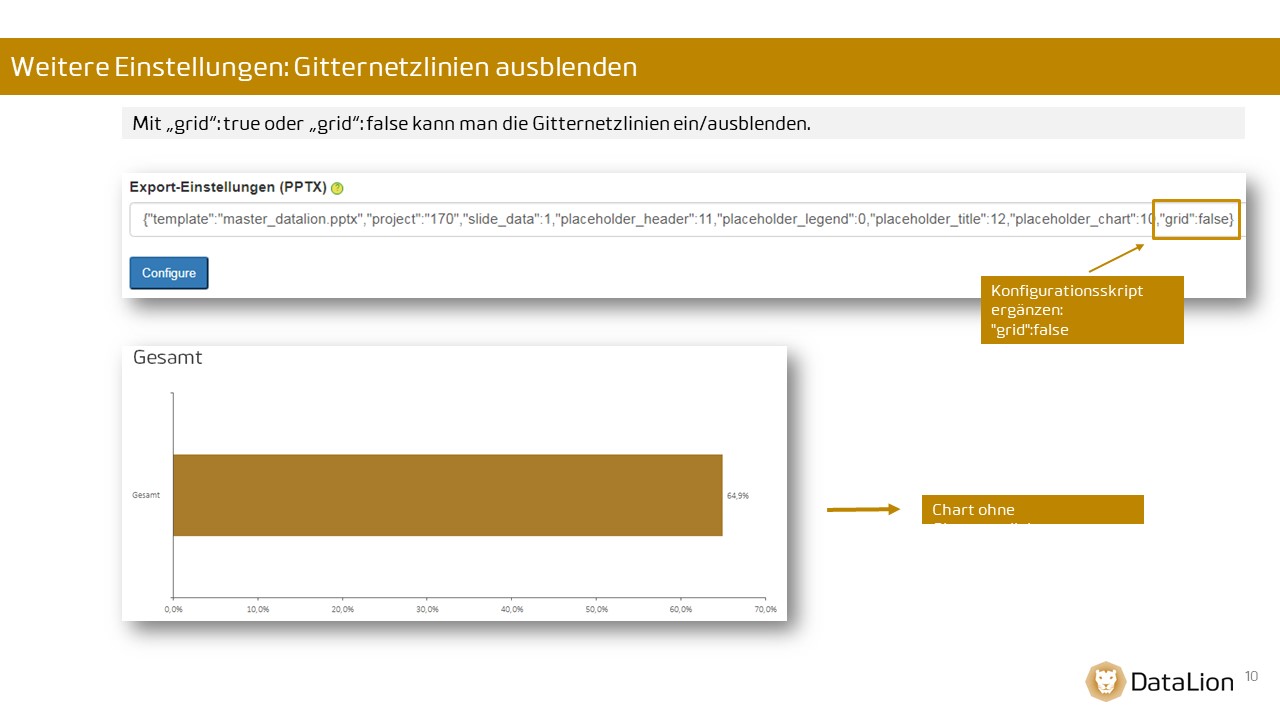 Weitere Einstellungen: Gitternetzlinien ausblenden
Mit „grid“: true oder „grid“: false kann man die Gitternetzlinien ein/ausblenden.
Export-Einstellungen (PPTX) ?
{"template":"master_datalion.pptx","project":"170","slide_data":1,"placeholder_header":11,"placeholder_legend":0,"placeholder_title":12,"placeholder_chart":10,"grid":false}
Configure
Konfigurationsskript
ergänzen:
"grid":false
Gesamt
Gesamt
64,9%
0,0% 10,0% 20,0% 30,0% 40,0% 50,0% 60,0% 70,0%
Chart ohne
DataLion
10